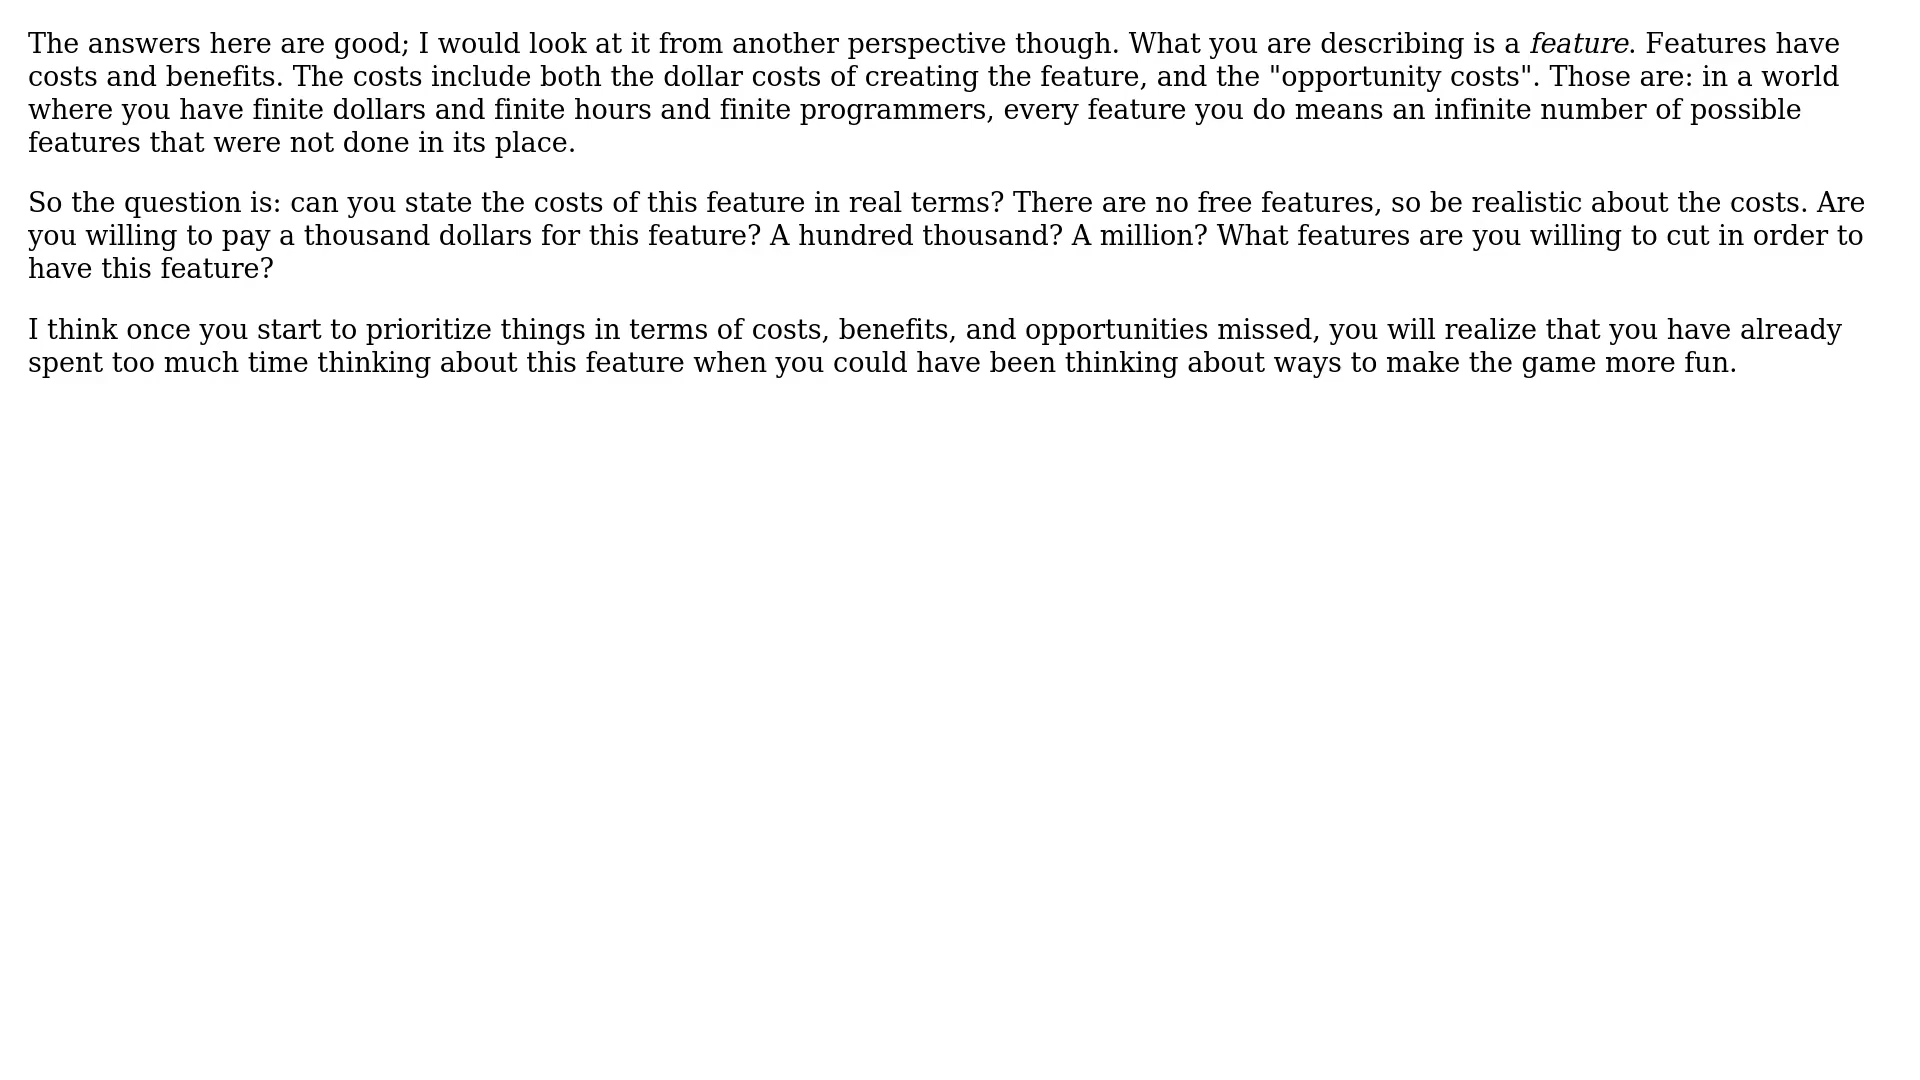 The answers here are good; I would look at it from another perspective though. What you are describing is a feature. Features have
costs and benefits. The costs include both the dollar costs of creating the feature, and the "opportunity costs". Those are: in a world
where you have finite dollars and finite hours and finite programmers, every feature you do means an infinite number of possible
features that were not done in its place.
So the question is: can you state the costs of this feature in real terms? There are no free features, so be realistic about the costs. Are
you willing to pay a thousand dollars for this feature? A hundred thousand? A million? What features are you willing to cut in order to
have this feature?
I think once you start to prioritize things in terms of costs, benefits, and opportunities missed, you will realize that you have already
spent too much time thinking about this feature when you could have been thinking about ways to make the game more fun.